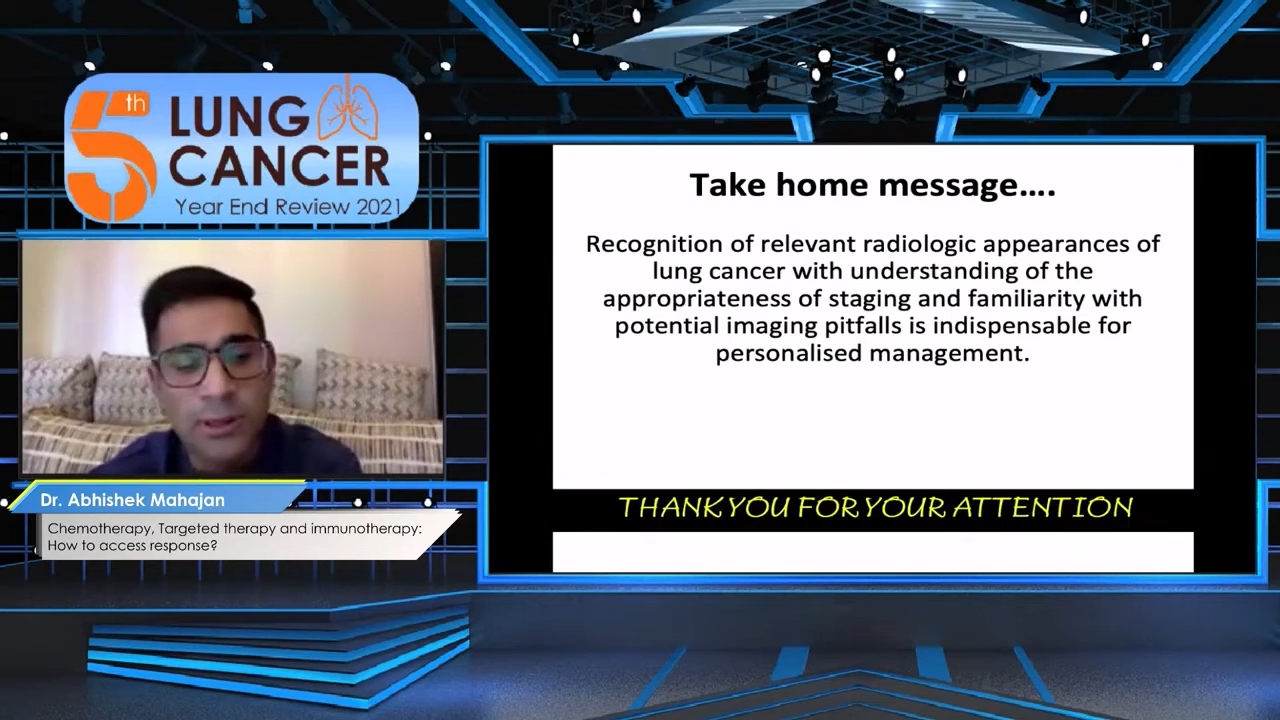 5th
LUNG
CANCER
Year End Review 2021
Take home message....
Recognition of relevant radiologic appearances of
lung cancer with understanding of the
appropriateness of staging and familiarity with
potential imaging pitfalls is indispensable for
personalised management.
THANK YOU FOR YOUR ATTENTION
Dr. Abhishek Mahajan
Chemotherapy, Targeted therapy and immunotherapy:
How to access response?